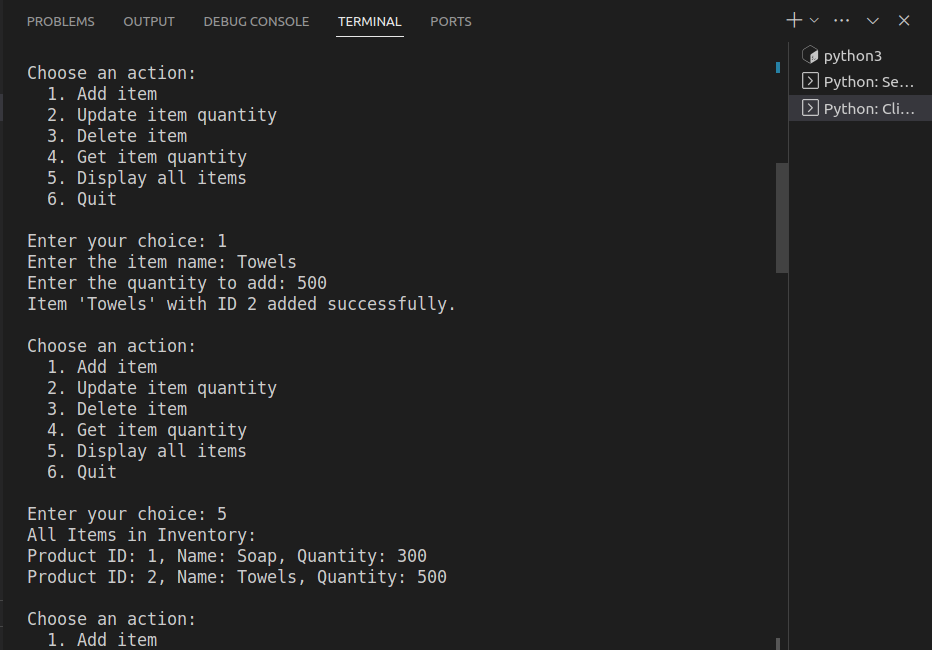 PROBLEMS OUTPUT DEBUG CONSOLE TERMINAL PORTS
python3
Python: Se...
Python: Cli...
Choose an action:
  1. Add item
  2. Update item quantity
  3. Delete item
  4. Get item quantity
  5. Display all items
  6. Quit

Enter your choice: 1
Enter the item name: Towels
Enter the quantity to add: 500
Item 'Towels' with ID 2 added successfully.

Choose an action:
  1. Add item
  2. Update item quantity
  3. Delete item
  4. Get item quantity
  5. Display all items
  6. Quit

Enter your choice: 5
All Items in Inventory:
Product ID: 1, Name: Soap, Quantity: 300
Product ID: 2, Name: Towels, Quantity: 500

Choose an action:
  1. Add item